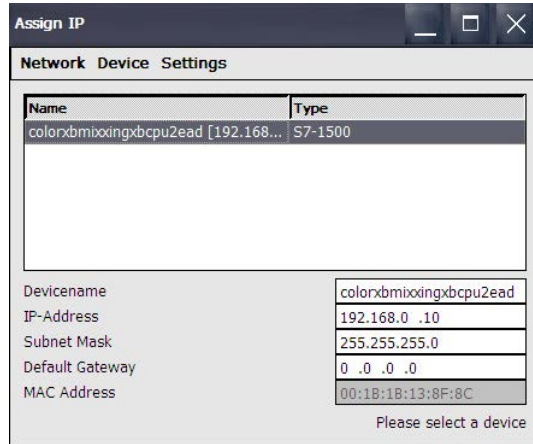 Assign IP
Network Device Settings
Name Type
colorxbmixxingxbcpu2ead [192.168... S7-1500
Devicename colorxbmixxingxbcpu2ead
IP-Address 192.168.0 .10
Subnet Mask 255.255.255.0
Default Gateway 0 .0 .0 .0
MAC Address 00:1B:1B:13:8F:8C
Please select a device